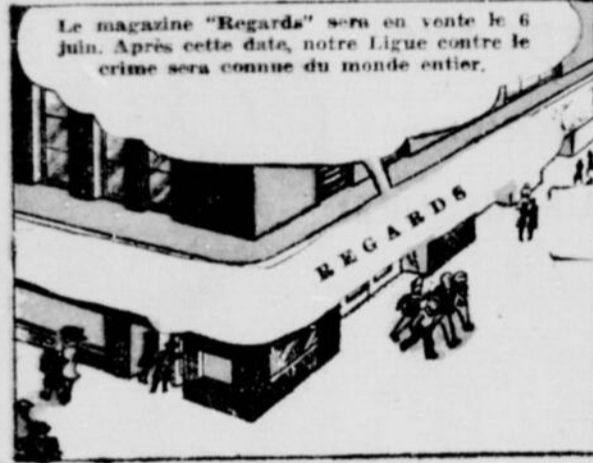 Le magazine "Regards" sera en vente le 6
juin. Après cette date, notre Ligue contre le
crime sera connue du monde entier.
REGARDS